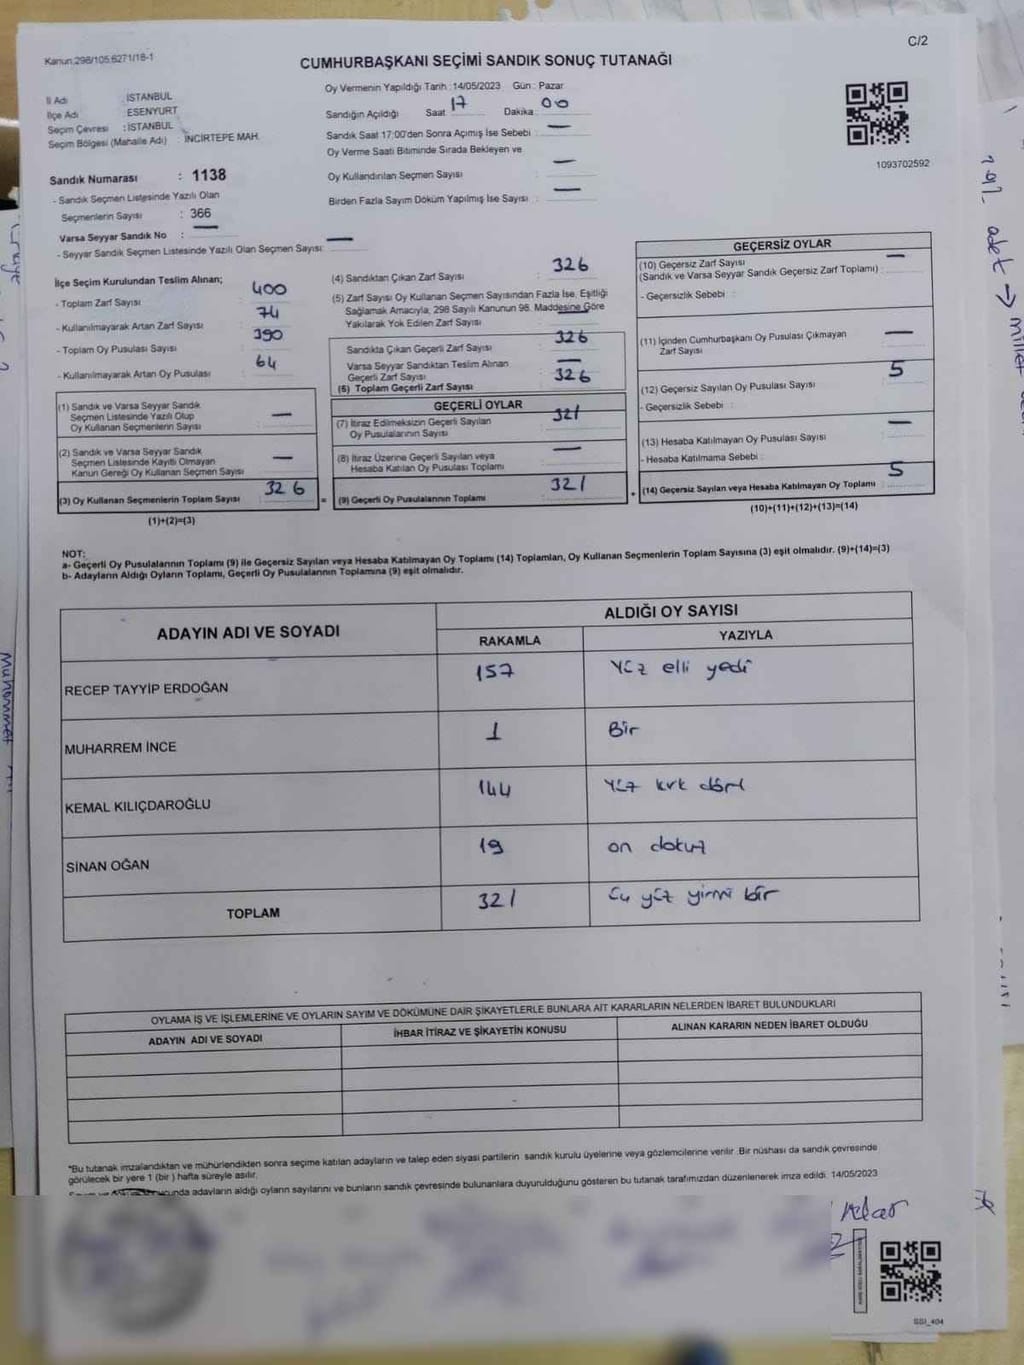 Kanun:298/105,6271/18-1
C/2
CUMHURBAŞKANI SEÇİMİ SANDIK SONUÇ TUTANAĞI
İl Adı : İSTANBUL
İlçe Adı : ESENYURT
Seçim Çevresi : İSTANBUL
Seçim Bölgesi (Mahalle Adı) : İNCİRTEPE MAH.
Sandık Numarası : 1138
- Sandık Seçmen Listesinde Yazılı Olan
Seçmenlerin Sayısı : 366
Varsa Seyyar Sandık No : —
- Seyyar Sandık Seçmen Listesinde Yazılı Olan Seçmen Sayısı: —
Oy Vermenin Yapıldığı Tarih :14/05/2023 Gün : Pazar
Sandığın Açıldığı Saat 17 Dakika 00
Sandık Saat 17:00'den Sonra Açımış İse Sebebi : —
Oy Verme Saati Bitiminde Sırada Bekleyen ve
Oy Kullandırılan Seçmen Sayısı : —
Birden Fazla Sayım Döküm Yapılmış İse Sayısı : —
1093702592
İlçe Seçim Kurulundan Teslim Alınan;
- Toplam Zarf Sayısı : 400
- Kullanılmayarak Artan Zarf Sayısı : 74
- Toplam Oy Pusulası Sayısı : 390
- Kullanılmayarak Artan Oy Pusulası : 64
(1) Sandık ve Varsa Seyyar Sandık
Seçmen Listesinde Yazılı Olup
Oy Kullanan Seçmenlerin Sayısı : —
(2) Sandık ve Varsa Seyyar Sandık
Seçmen Listesinde Kayıtlı Olmayan
Kanun Gereği Oy Kullanan Seçmen Sayısı : —
(3) Oy Kullanan Seçmenlerin Toplam Sayısı : 326
(1)+(2)=(3)
(4) Sandıktan Çıkan Zarf Sayısı : 326
(5) Zarf Sayısı Oy Kullanan Seçmen Sayısından Fazla İse, Eşitliği
Sağlamak Amacıyla, 298 Sayılı Kanunun 98. Maddesine Göre
Yakılarak Yok Edilen Zarf Sayısı : —
Sandıkta Çıkan Geçerli Zarf Sayısı : 326
Varsa Seyyar Sandıktan Teslim Alınan
Geçerli Zarf Sayısı : —
(6) Toplam Geçerli Zarf Sayısı : 326
=
GEÇERLİ OYLAR
(7) İtiraz Edilmeksizin Geçerli Sayılan
Oy Pusulalarının Sayısı : 321
(8) İtiraz Üzerine Geçerli Sayılan veya
Hesaba Katılan Oy Pusulası Toplamı : —
(9) Geçerli Oy Pusulalarının Toplamı : 321
+
GEÇERSİZ OYLAR
(10) Geçersiz Zarf Sayısı
(Sandık ve Varsa Seyyar Sandık Geçersiz Zarf Toplamı) : —
- Geçersizlik Sebebi :
(11) İçinden Cumhurbaşkanı Oy Pusulası Çıkmayan
Zarf Sayısı : —
(12) Geçersiz Sayılan Oy Pusulası Sayısı : 5
- Geçersizlik Sebebi :
(13) Hesaba Katılmayan Oy Pusulası Sayısı : —
- Hesaba Katılmama Sebebi :
(14) Geçersiz Sayılan veya Hesaba Katılmayan Oy Toplamı : 5
(10)+(11)+(12)+(13)=(14)
NOT:
a- Geçerli Oy Pusulalarının Toplamı (9) ile Geçersiz Sayılan veya Hesaba Katılmayan Oy Toplamı (14) Toplamları, Oy Kullanan Seçmenlerin Toplam Sayısına (3) eşit olmalıdır. (9)+(14)=(3)
b- Adayların Aldığı Oyların Toplamı, Geçerli Oy Pusulalarının Toplamına (9) eşit olmalıdır.
ADAYIN ADI VE SOYADI
ALDIĞI OY SAYISI
RAKAMLA YAZIYLA
RECEP TAYYİP ERDOĞAN 157 Yüz elli yedi
MUHARREM İNCE 1 Bir
KEMAL KILIÇDAROĞLU 144 Yüz kırk dört
SİNAN OĞAN 19 on dokuz
TOPLAM 321 üç yüz yirmi bir
OYLAMA İŞ VE İŞLEMLERİNE VE OYLARIN SAYIM VE DÖKÜMÜNE DAİR ŞİKAYETLERLE BUNLARA AİT KARARLARIN NELERDEN İBARET BULUNDUKLARI
ADAYIN ADI VE SOYADI İHBAR İTİRAZ VE ŞİKAYETİN KONUSU ALINAN KARARIN NEDEN İBARET OLDUĞU
*Bu tutanak imzalandıktan ve mühürlendikten sonra seçime katılan adayların ve talep eden siyasi partilerin sandık kurulu üyelerine veya gözlemcilerine verilir. Bir nüshası da sandık çevresinde
görülecek bir yere 1 (bir ) hafta süreyle asılır.
adayların aldığı oyların sayılarını ve bunların sandık çevresinde bulunanlara duyurulduğunu gösteren bu tutanak tarafımızdan düzenlenerek imza edildi. 14/05/2023
SGI_404
adet → millet
Muhammet